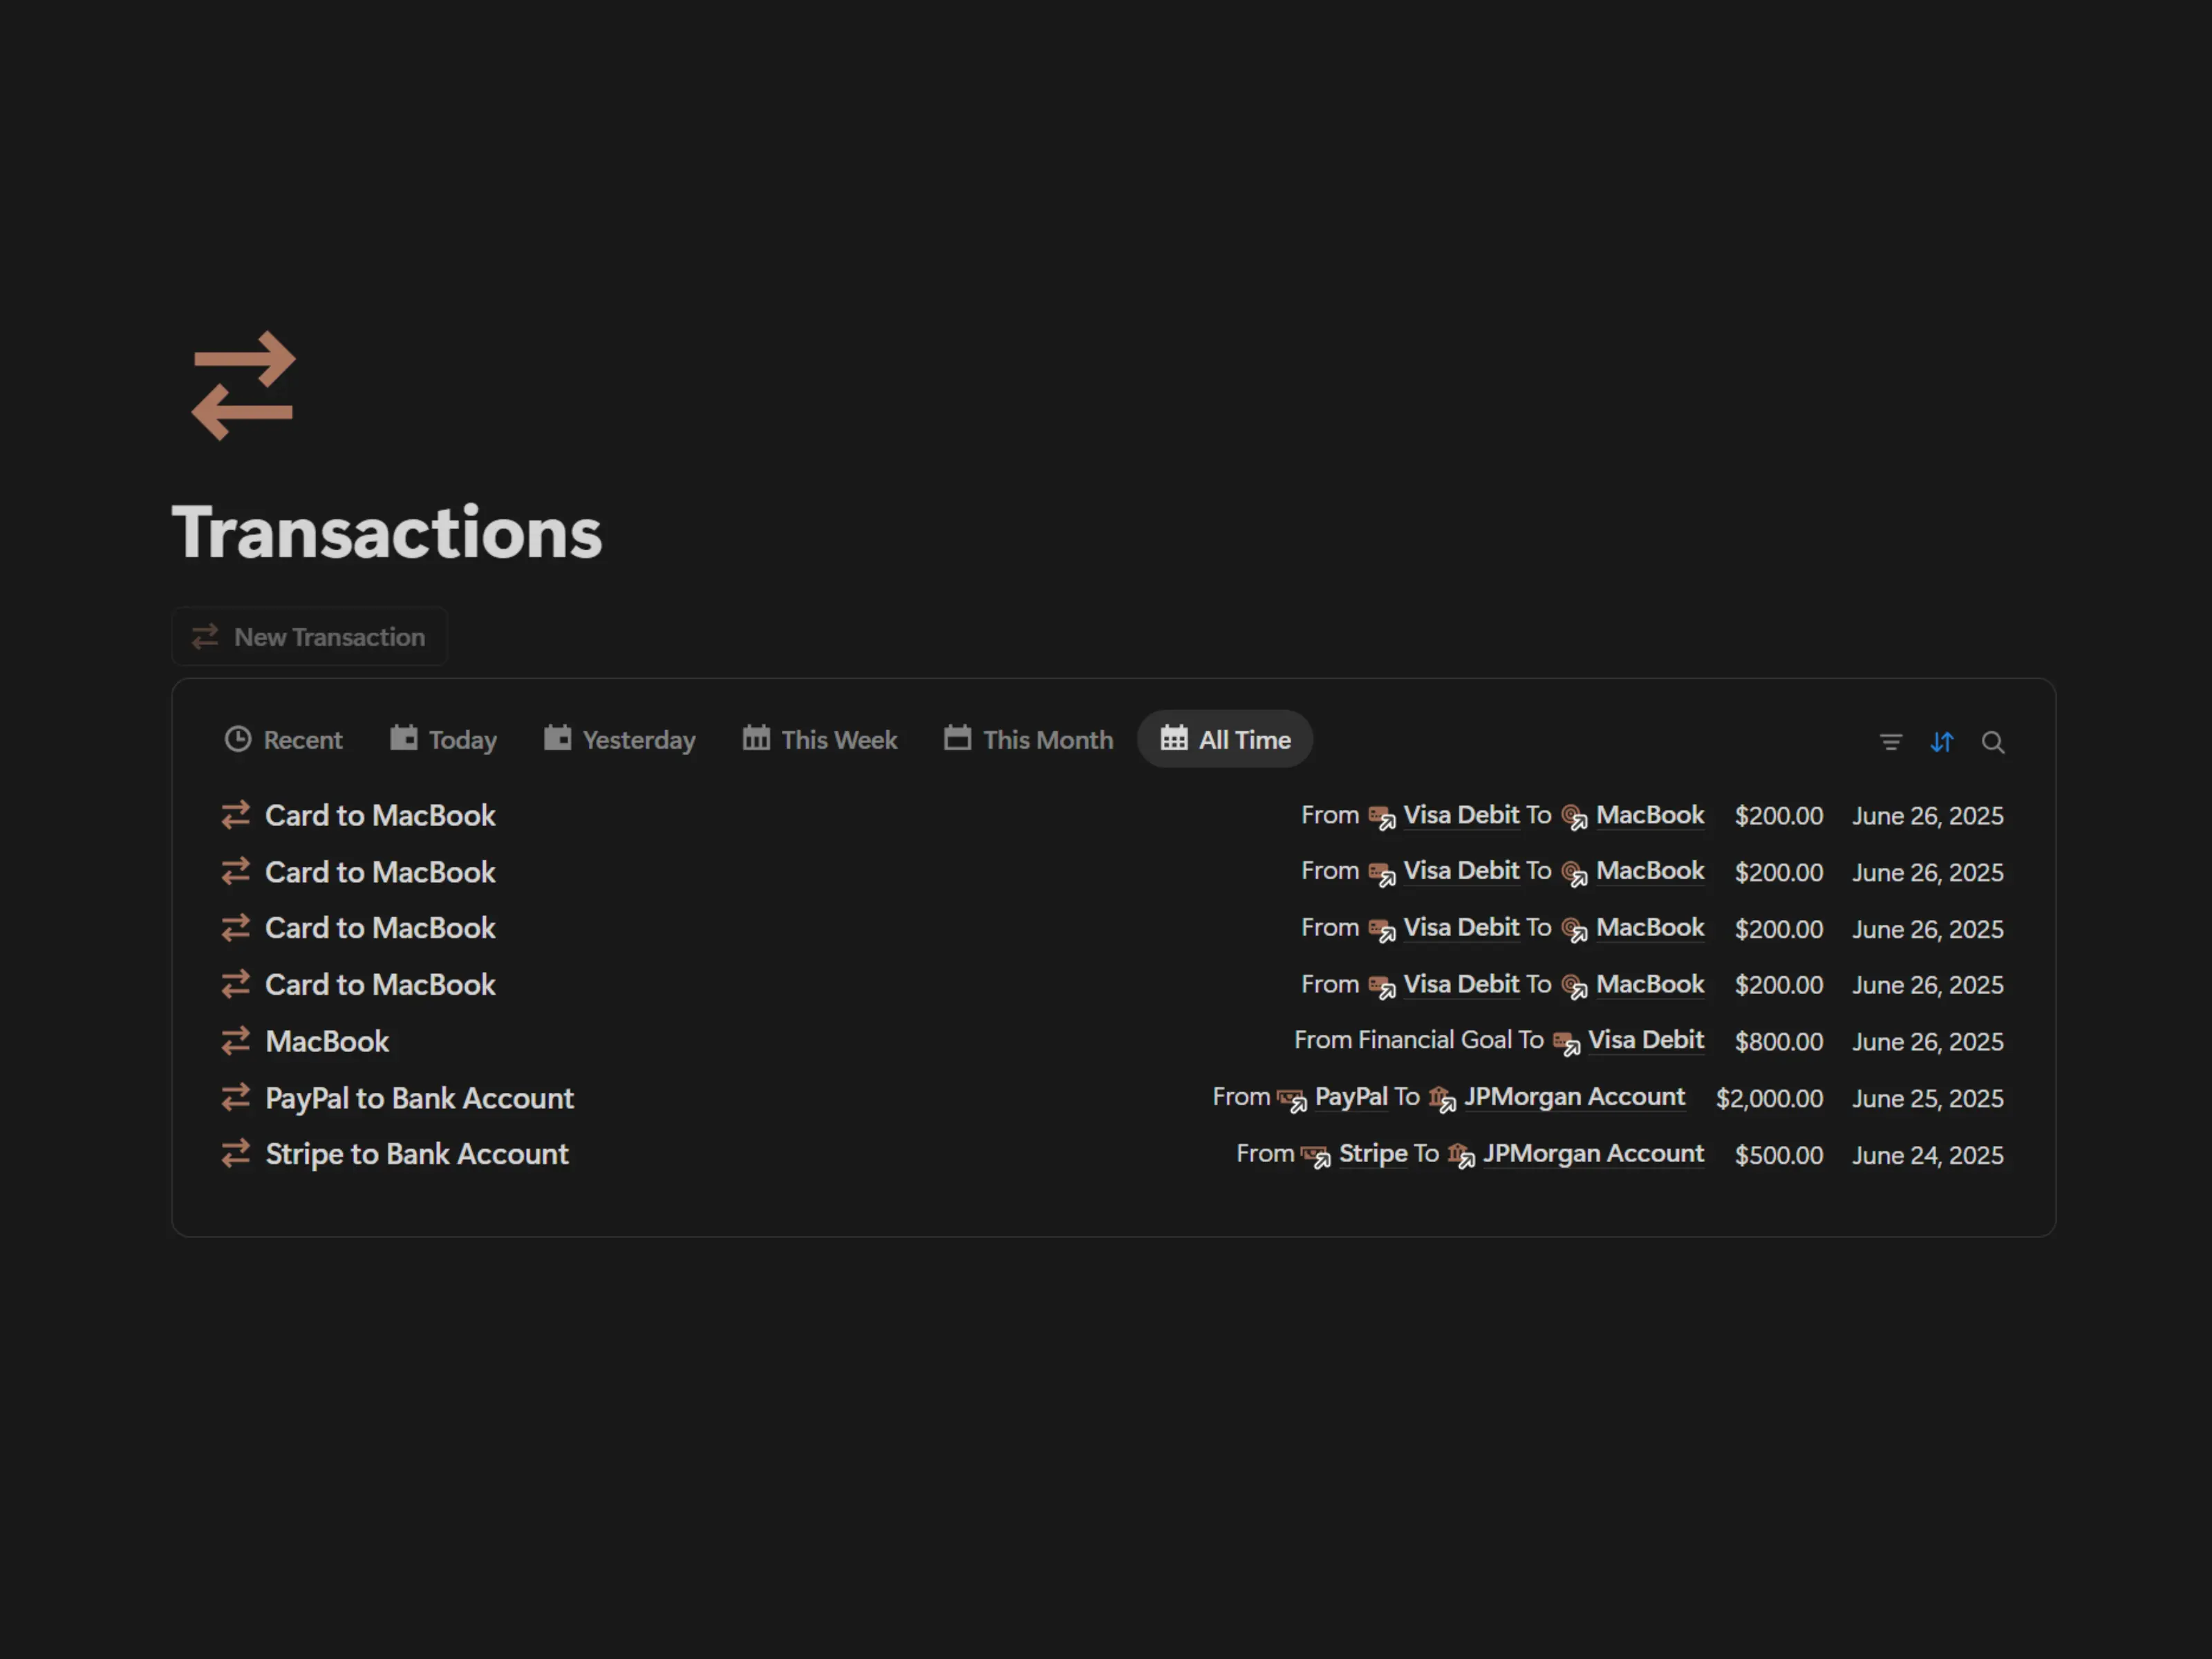 Transactions
New Transaction
Recent Today Yesterday This Week This Month All Time
Card to MacBook From Visa Debit To MacBook $200.00 June 26, 2025
Card to MacBook From Visa Debit To MacBook $200.00 June 26, 2025
Card to MacBook From Visa Debit To MacBook $200.00 June 26, 2025
Card to MacBook From Visa Debit To MacBook $200.00 June 26, 2025
MacBook From Financial Goal To Visa Debit $800.00 June 26, 2025
PayPal to Bank Account From PayPal To JPMorgan Account $2,000.00 June 25, 2025
Stripe to Bank Account From Stripe To JPMorgan Account $500.00 June 24, 2025